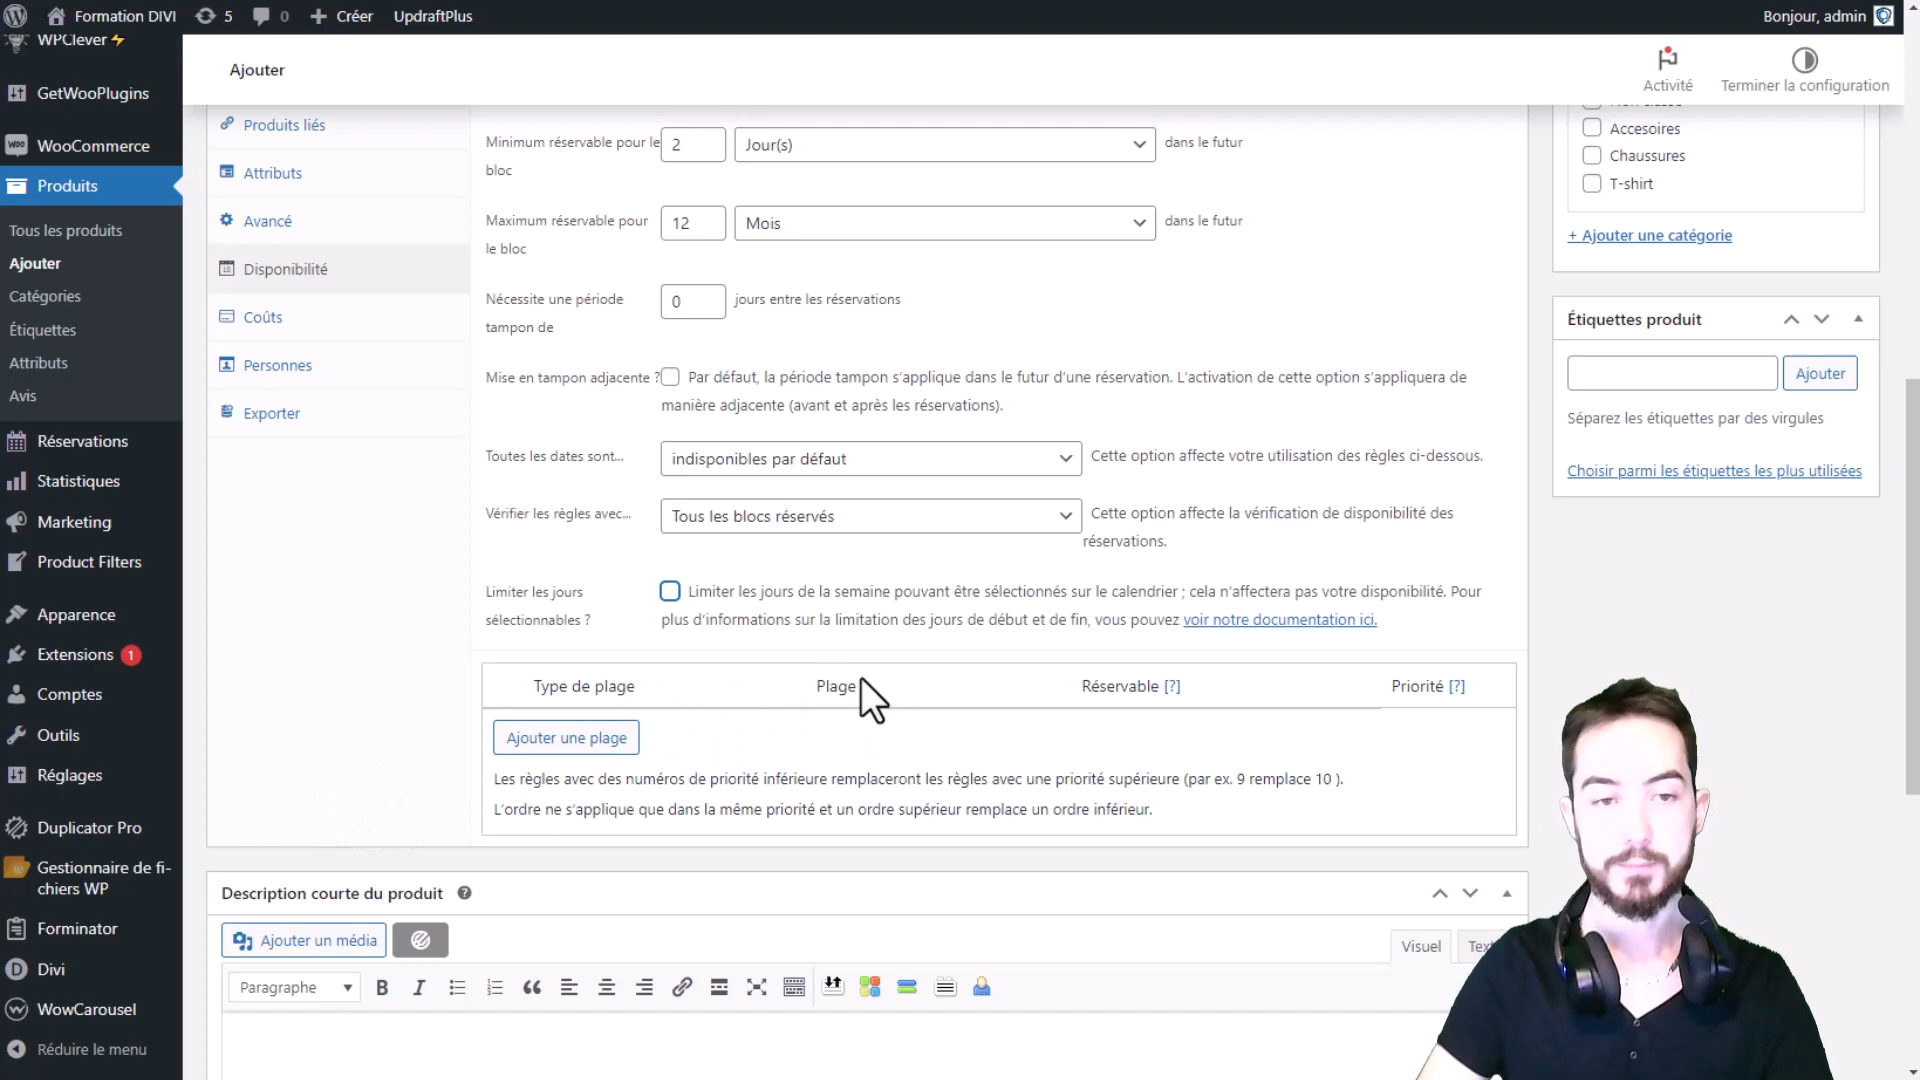 Formation DIVI
5
0
Créer
UpdraftPlus
Bonjour, admin
WPClever
GetWooPlugins
WooCommerce
Produits
Tous les produits
Ajouter
Catégories
Étiquettes
Attributs
Avis
Réservations
Statistiques
Marketing
Product Filters
Apparence
Extensions 1
Comptes
Outils
Réglages
Duplicator Pro
Gestionnaire de fi-
chiers WP
Forminator
Divi
WowCarousel
Réduire le menu
Ajouter
Activité
Terminer la configuration
Produits liés
Attributs
Avancé
Disponibilité
Coûts
Personnes
Exporter
Minimum réservable pour le
bloc
2
Jour(s)
dans le futur
Maximum réservable pour
le bloc
12
Mois
dans le futur
Nécessite une période
tampon de
0
jours entre les réservations
Mise en tampon adjacente ?
Par défaut, la période tampon s’applique dans le futur d’une réservation. L’activation de cette option s’appliquera de
manière adjacente (avant et après les réservations).
Toutes les dates sont...
indisponibles par défaut
Cette option affecte votre utilisation des règles ci-dessous.
Vérifier les règles avec...
Tous les blocs réservés
Cette option affecte la vérification de disponibilité des
réservations.
Limiter les jours
sélectionnables ?
Limiter les jours de la semaine pouvant être sélectionnés sur le calendrier ; cela n’affectera pas votre disponibilité. Pour
plus d’informations sur la limitation des jours de début et de fin, vous pouvez voir notre documentation ici.
Type de plage
Plage
Réservable [?]
Priorité [?]
Ajouter une plage
Les règles avec des numéros de priorité inférieure remplaceront les règles avec une priorité supérieure (par ex. 9 remplace 10 ).
L’ordre ne s’applique que dans la même priorité et un ordre supérieur remplace un ordre inférieur.
Description courte du produit
Ajouter un média
Visuel
Paragraphe
B
I
Accesoires
Chaussures
T-shirt
+ Ajouter une catégorie
Étiquettes produit
Ajouter
Séparez les étiquettes par des virgules
Choisir parmi les étiquettes les plus utilisées